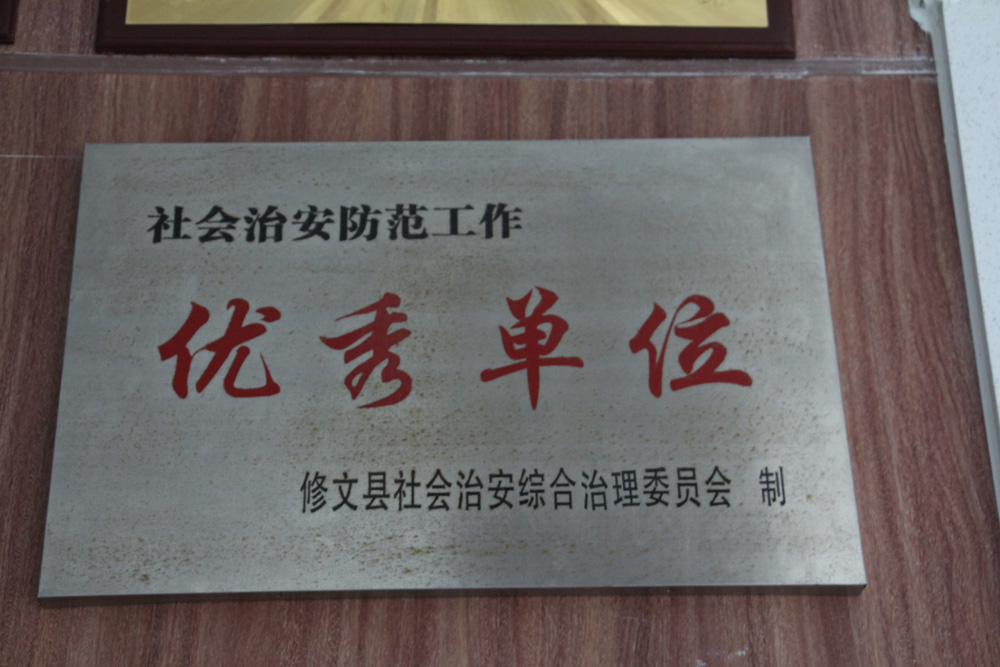 社会治安防范工作
优秀单位
修文县社会治安综合治理委员会 制